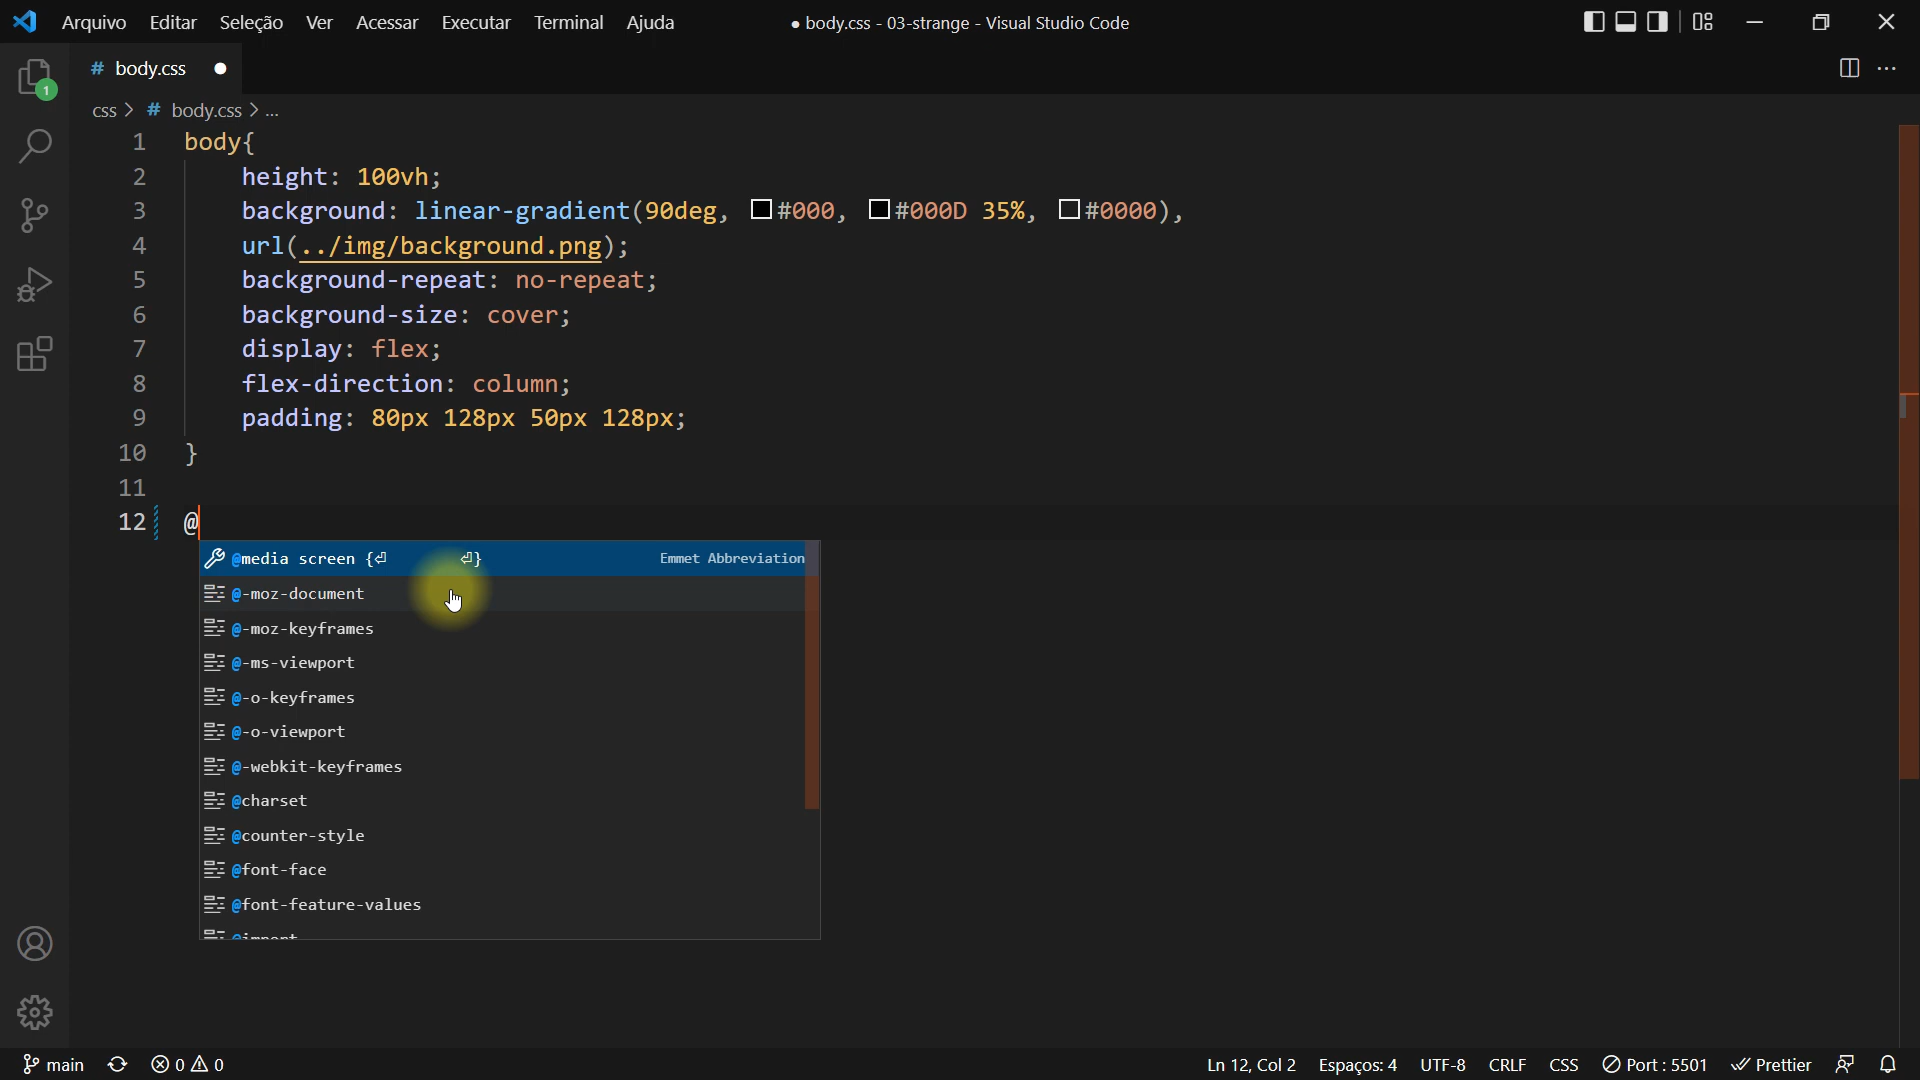 Arquivo Editar Seleção Ver Acessar Executar Terminal Ajuda ● body.css - 03-strange - Visual Studio Code
# body.css ●
1
css > # body.css > ...
1 body{
2 height: 100vh;
3 background: linear-gradient(90deg, #000, #000D 35%, #0000),
4 url(../img/background.png);
5 background-repeat: no-repeat;
6 background-size: cover;
7 display: flex;
8 flex-direction: column;
9 padding: 80px 128px 50px 128px;
10 }
11
12 @
@media screen {⏎ ⏎} Emmet Abbreviation
@-moz-document
@-moz-keyframes
@-ms-viewport
@-o-keyframes
@-o-viewport
@-webkit-keyframes
@charset
@counter-style
@font-face
@font-feature-values
@import
main 0 0 Ln 12, Col 2 Espaços: 4 UTF-8 CRLF CSS Port : 5501 Prettier